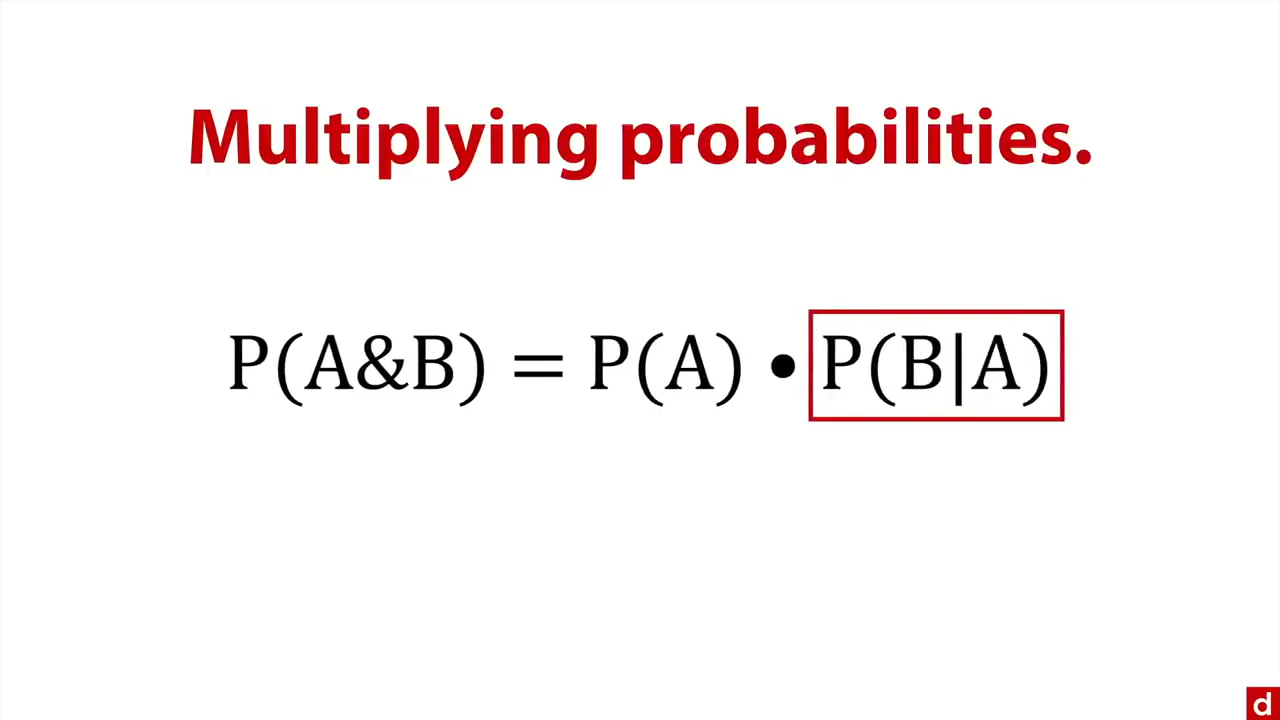 Multiplying probabilities.
P(A&B) = P(A) • P(B|A)
d